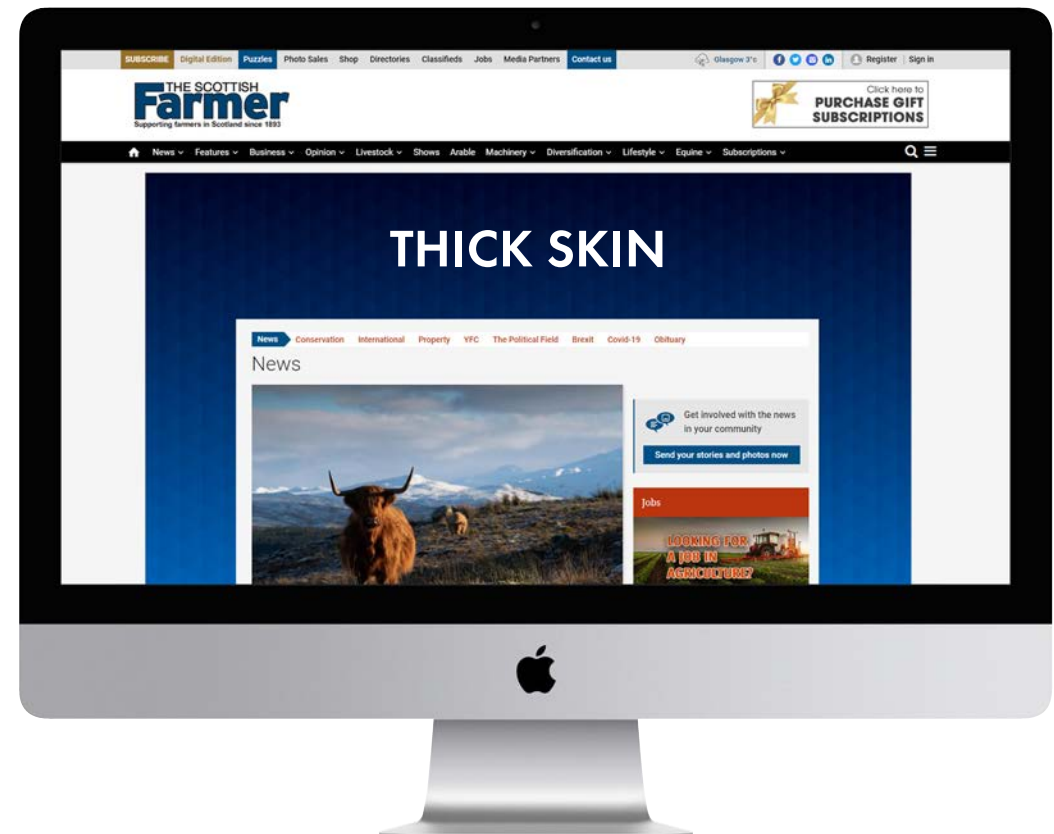 SUBSCRIBE Digital Edition Puzzles Photo Sales Shop Directories Classifieds Jobs Media Partners Contact us Glasgow 3°c Register Sign in
THE SCOTTISH
Farmer
Supporting farmers in Scotland since 1893
Click here to
PURCHASE GIFT
SUBSCRIPTIONS
News Features Business Opinion Livestock Shows Arable Machinery Diversification Lifestyle Equine Subscriptions
THICK SKIN
News Conservation International Property YFC The Political Field Brexit Covid-19 Obituary
News
Get involved with the news
in your community
Send your stories and photos now
Jobs
LOOKING FOR
A JOB IN
AGRICULTURE?